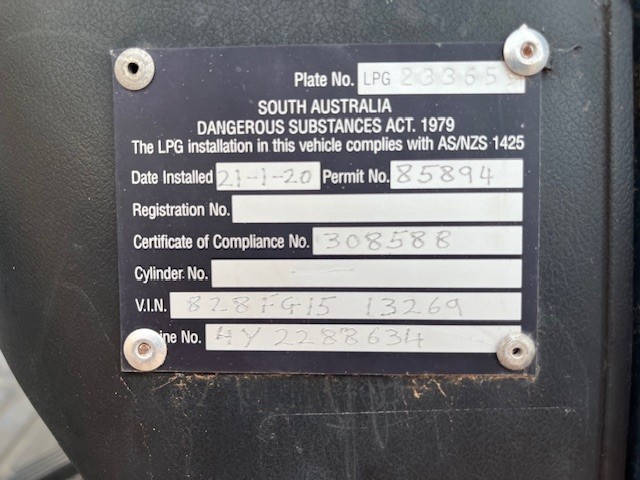 Plate No. LPG 233659
SOUTH AUSTRALIA
DANGEROUS SUBSTANCES ACT. 1979
The LPG installation in this vehicle complies with AS/NZS 1425
Date Installed 21-1-20 Permit No. 85894
Registration No.
Certificate of Compliance No. 308588
Cylinder No. —
V.I.N. 828FG15 13269
ine No. 4Y 2288634